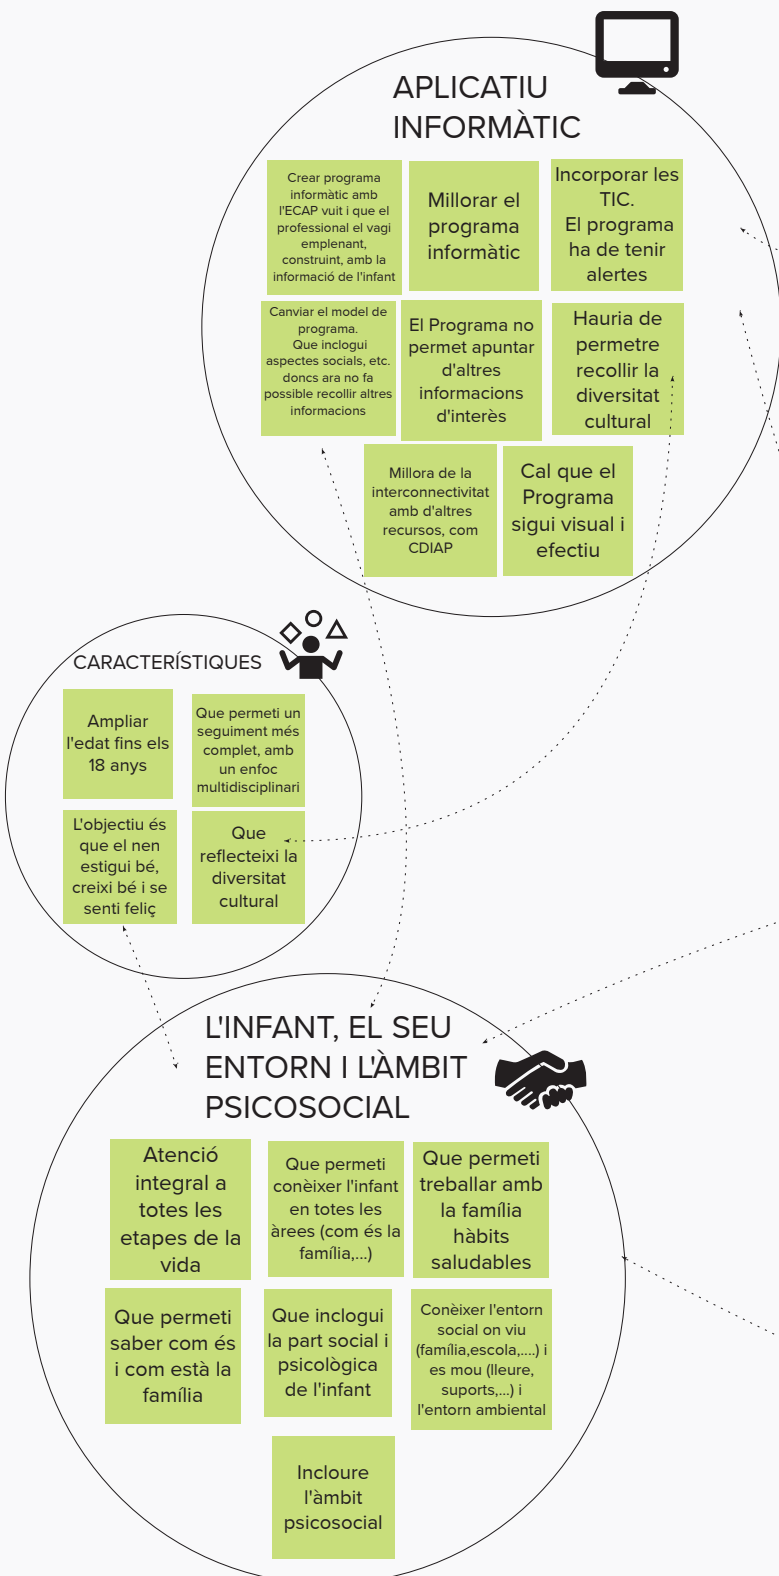 APLICATIU
INFORMÀTIC
Crear programa
informàtic amb
l'ECAP vuit i que el
professional el vagi
emplenant,
construint, amb la
informació de l'infant
Millorar el
programa
informàtic
Incorporar les
TIC.
El programa
ha de tenir
alertes
Canviar el model de
programa.
Que inclogui
aspectes socials, etc.
doncs ara no fa
possible recollir altres
informacions
El Programa no
permet apuntar
d'altres
informacions
d'interès
Hauria de
permetre
recollir la
diversitat
cultural
Millora de la
interconnectivitat
amb d'altres
recursos, com
CDIAP
Cal que el
Programa
sigui visual i
efectiu
CARACTERÍSTIQUES
Ampliar
l'edat fins els
18 anys
Que permeti un
seguiment més
complet, amb
un enfoc
multidisciplinari
L'objectiu és
que el nen
estigui bé,
creixi bé i se
senti feliç
Que
reflecteixi la
diversitat
cultural
L'INFANT, EL SEU
ENTORN I L'ÀMBIT
PSICOSOCIAL
Atenció
integral a
totes les
etapes de la
vida
Que permeti
conèixer l'infant
en totes les
àrees (com és la
família,...)
Que permeti
treballar amb
la família
hàbits
saludables
Que permeti
saber com és
i com està la
família
Que inclogui
la part social i
psicològica
de l'infant
Conèixer l'entorn
social on viu
(família,escola,....) i
es mou (lleure,
suports,...) i
l'entorn ambiental
Incloure
l'àmbit
psicosocial